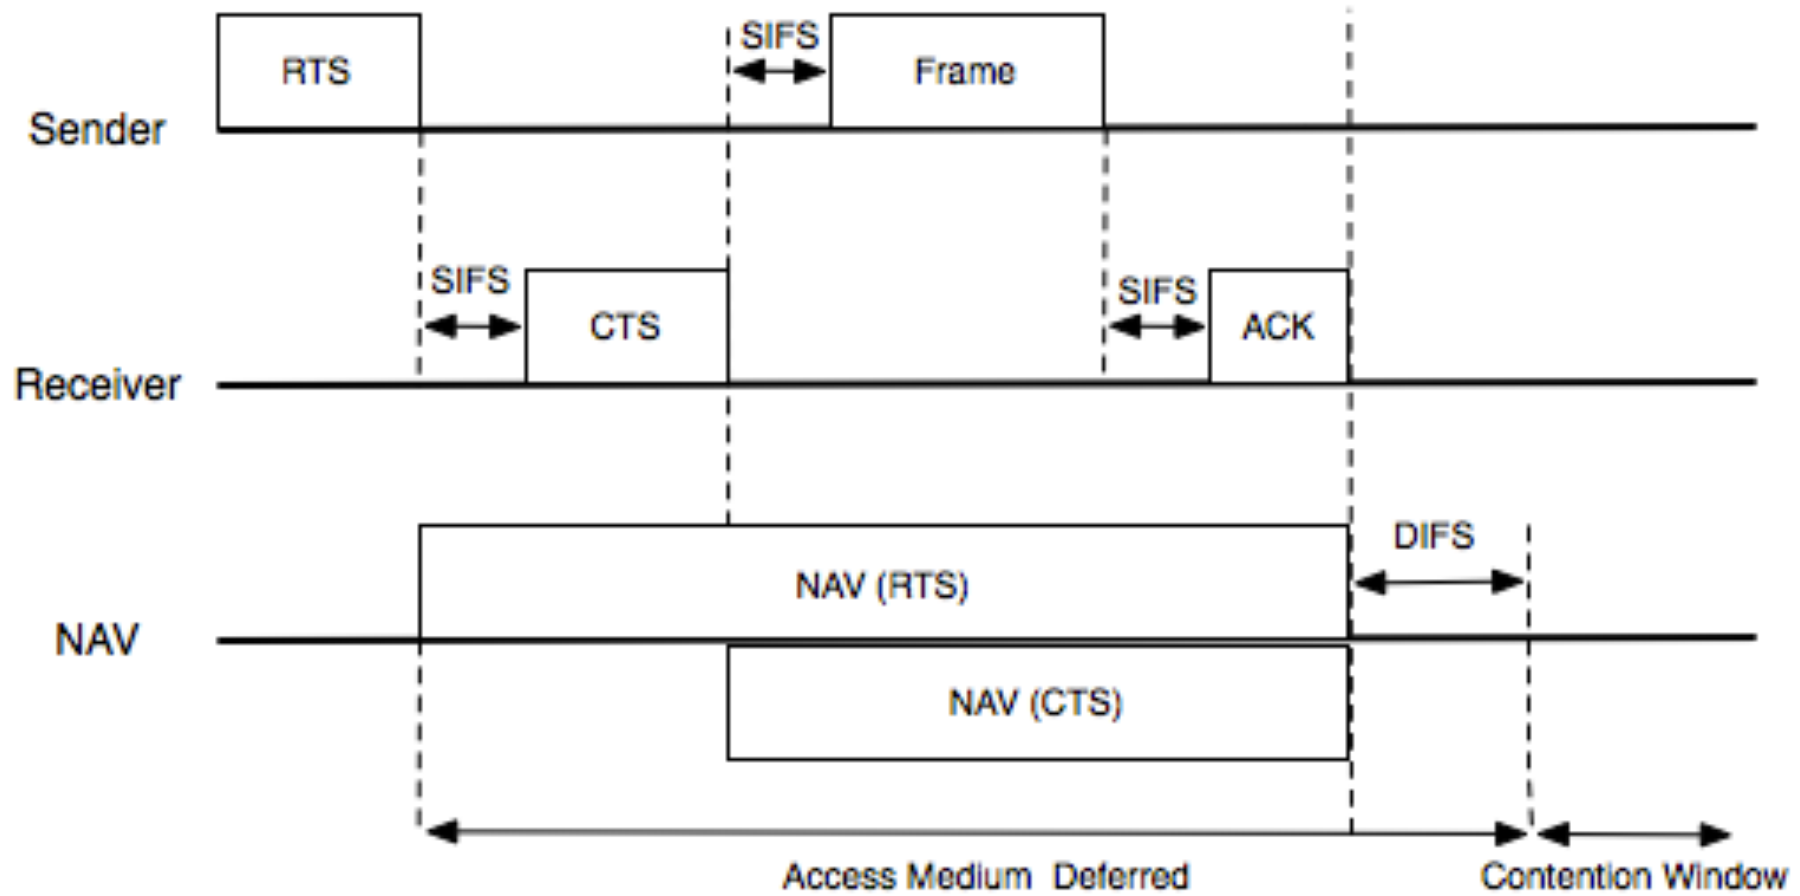 SIFS
RTS
Frame
Sender
SIFS
SIFS
CTS
ACK
Receiver
DIFS
NAV (RTS)
NAV
NAV (CTS)
Access Medium Deferred
Contention Window